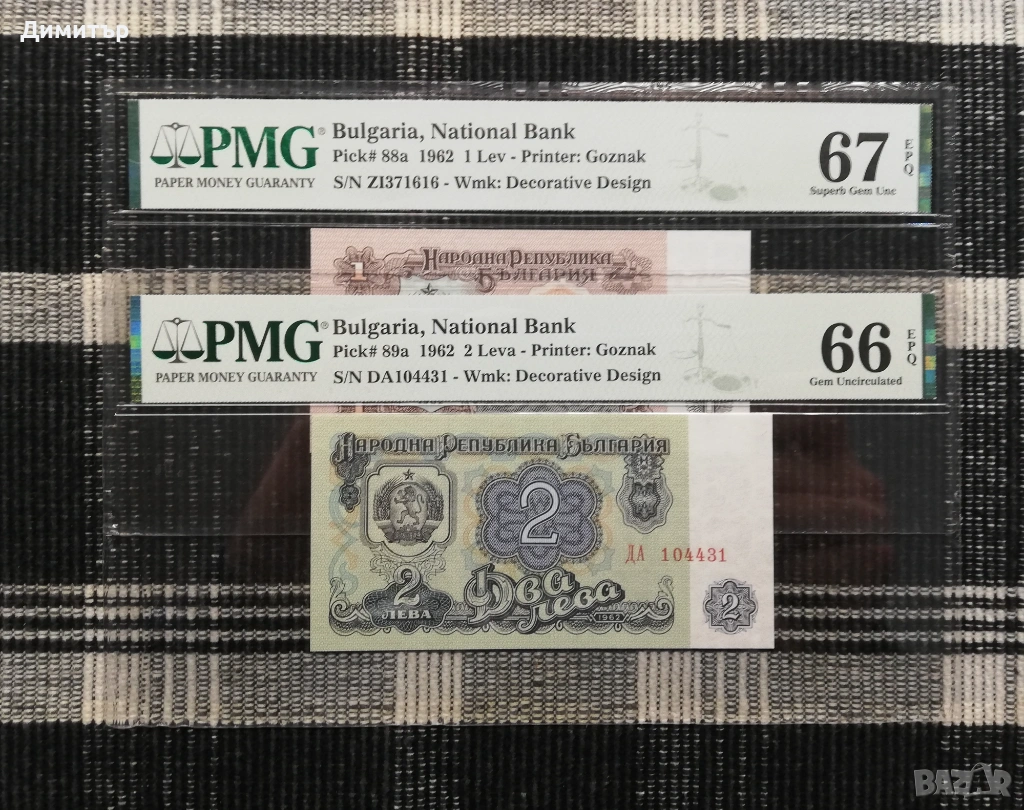 Димитър
PMG®
PAPER MONEY GUARANTY
Bulgaria, National Bank
Pick# 88a 1962 1 Lev - Printer: Goznak
S/N ZI371616 - Wmk: Decorative Design
67 EPQ
Superb Gem Unc
1 НАРОДНА РЕПУБЛИКА
БЪЛГАРИЯ
PMG®
PAPER MONEY GUARANTY
Bulgaria, National Bank
Pick# 89a 1962 2 Leva - Printer: Goznak
S/N DA104431 - Wmk: Decorative Design
66 EPQ
Gem Uncirculated
НАРОДНА РЕПУБЛИКА БЪЛГАРИЯ
2
ДА 104431
2
ЛЕВА
Два
лева
1962
2
BAZAR